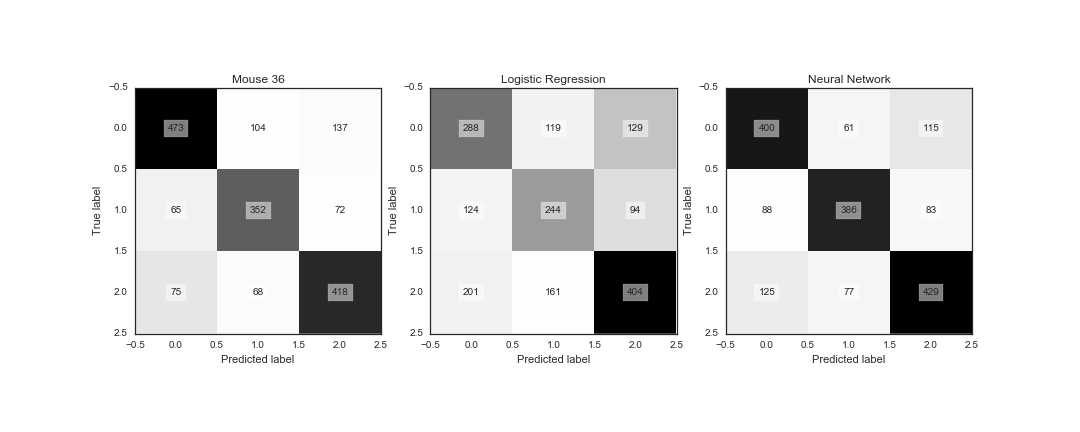 Mouse 36
−0.5
0.0 473 104 137
0.5
1.0 65 352 72
1.5
2.0 75 68 418
2.5
−0.5 0.0 0.5 1.0 1.5 2.0 2.5
Predicted label
True label
Logistic Regression
−0.5
0.0 288 119 129
0.5
1.0 124 244 94
1.5
2.0 201 161 404
2.5
−0.5 0.0 0.5 1.0 1.5 2.0 2.5
Predicted label
True label
Neural Network
−0.5
0.0 400 61 115
0.5
1.0 88 386 83
1.5
2.0 125 77 429
2.5
−0.5 0.0 0.5 1.0 1.5 2.0 2.5
Predicted label
True label